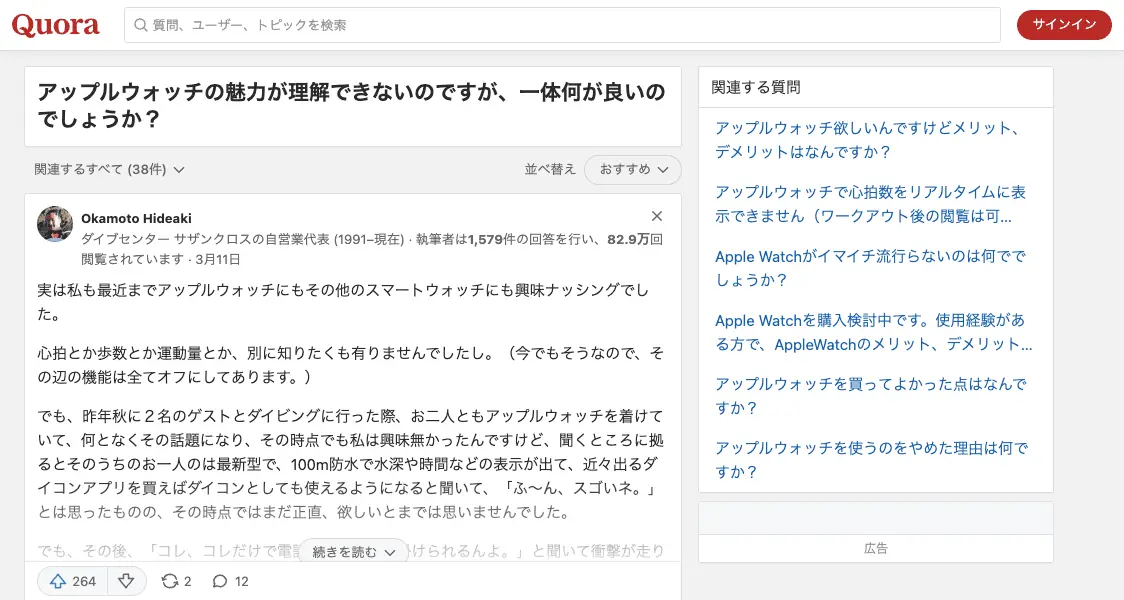 Quora
質問、ユーザー、トピックを検索
サインイン
アップルウォッチの魅力が理解できないのですが、一体何が良いの
でしょうか？
関連するすべて (38件)
並べ替え
おすすめ
Okamoto Hideaki
ダイブセンター サザンクロスの自営業代表 (1991–現在) · 執筆者は1,579件の回答を行い、82.9万回
閲覧されています · 3月11日
実は私も最近までアップルウォッチにもその他のスマートウォッチにも興味ナッシングでし
た。
心拍とか歩数とか運動量とか、別に知りたくも有りませんでしたし。（今でもそうなので、そ
の辺の機能は全てオフにしてあります。）
でも、昨年秋に２名のゲストとダイビングに行った際、お二人ともアップルウォッチを着けて
いて、何となくその話題になり、その時点でも私は興味無かったんですけど、聞くところに拠
るとそのうちのお一人のは最新型で、100m防水で水深や時間などの表示が出て、近々出るダ
イコンアプリを買えばダイコンとしても使えるようになると聞いて、「ふ〜ん、スゴいネ。」
とは思ったものの、その時点ではまだ正直、欲しいとまでは思いませんでした。
でも、その後、「コレ、コレだけで電
続きを読む
けられるんよ。」と聞いて衝撃が走り
264
2
12
関連する質問
アップルウォッチ欲しいんですけどメリット、
デメリットはなんですか？
アップルウォッチで心拍数をリアルタイムに表
示できません（ワークアウト後の閲覧は可...
Apple Watchがイマイチ流行らないのは何でで
しょうか？
Apple Watchを購入検討中です。使用経験があ
る方で、AppleWatchのメリット、デメリット...
アップルウォッチを買ってよかった点はなんで
すか？
アップルウォッチを使うのをやめた理由は何で
すか？
広告